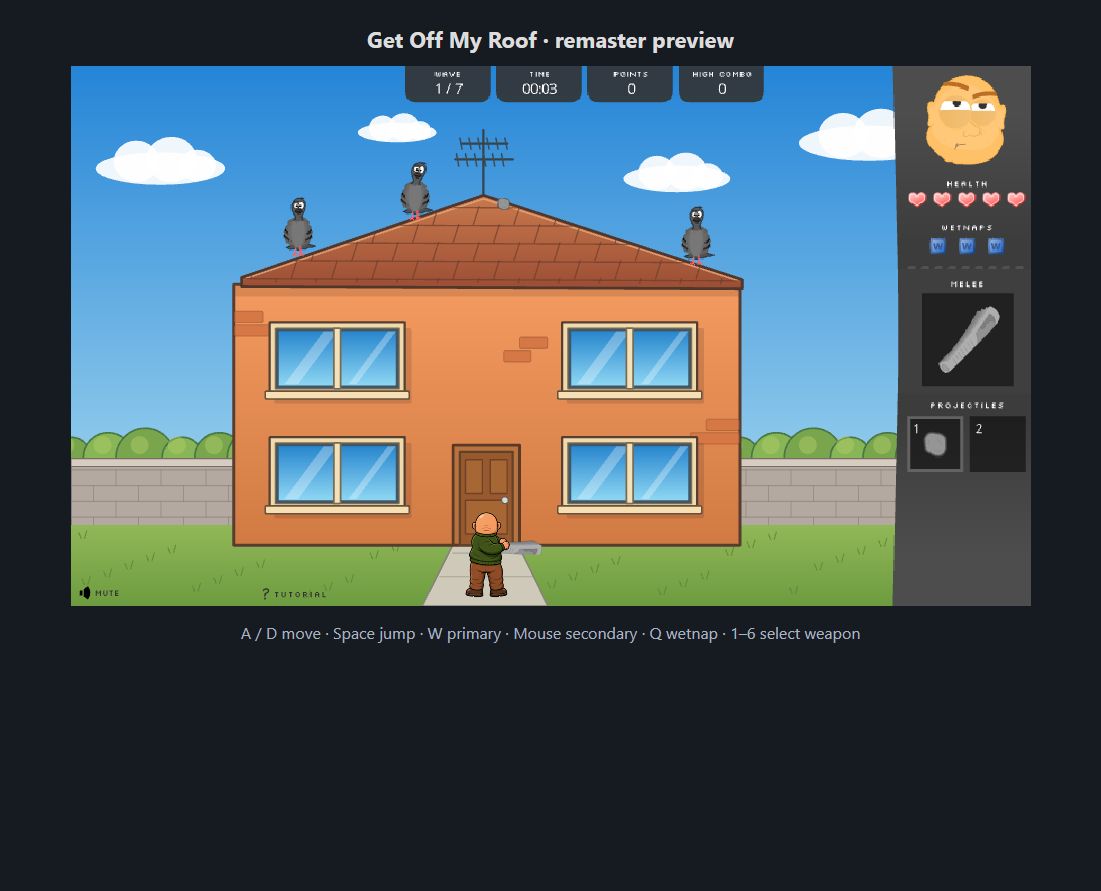 Get Off My Roof · remaster preview
WAVE
1 / 7
TIME
00:03
POINTS
0
HIGH COMBO
0
HEALTH
WETNAPS
W W W
MELEE
PROJECTILES
1 2
MUTE
? TUTORIAL
A / D move · Space jump · W primary · Mouse secondary · Q wetnap · 1–6 select weapon